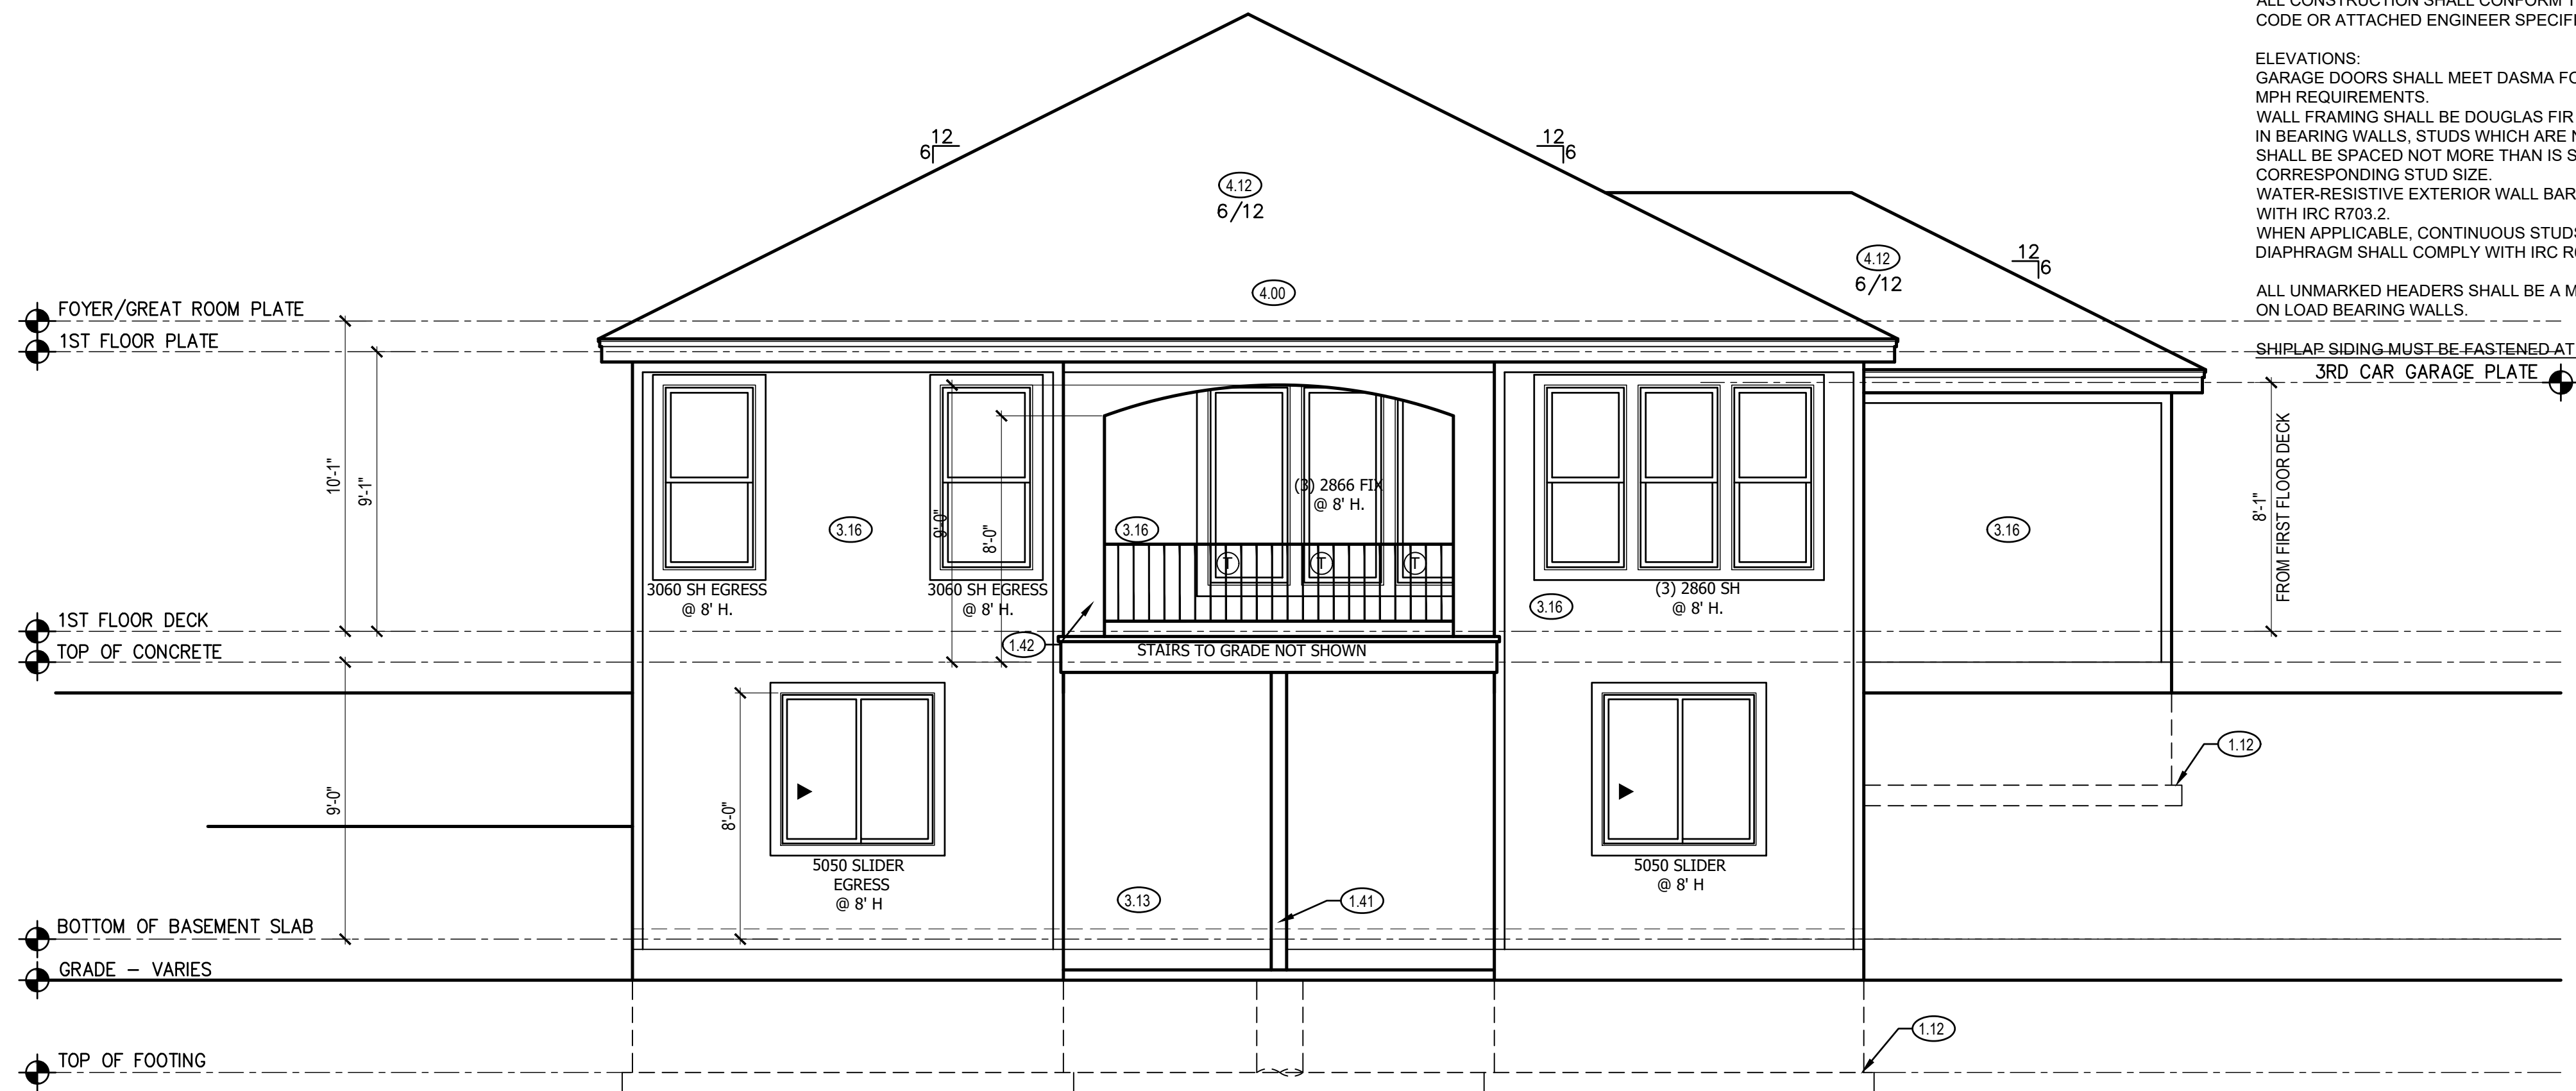 ALL CONSTRUCTION SHALL CONFORM
CODE OR ATTACHED ENGINEER
ELEVATIONS:
GARAGE DOORS SHALL MEET DASMA
MPH REQUIREMENTS.
WALL FRAMING SHALL BE DOUGLAS FIR
IN BEARING WALLS, STUDS WHICH ARE
SHALL BE SPACED NOT MORE THAN IS
CORRESPONDING STUD SIZE.
WATER-RESISTIVE EXTERIOR WALL
WITH IRC R703.2.
WHEN APPLICABLE, CONTINUOUS STUDS
DIAPHRAGM SHALL COMPLY WITH IRC
ALL UNMARKED HEADERS SHALL BE A
ON LOAD BEARING WALLS.
SHIPLAP SIDING MUST BE FASTENED AT
12
6
12
6
12
6
4.12
6/12
4.12
6/12
4.00
FOYER/GREAT ROOM PLATE
1ST FLOOR PLATE
3RD CAR GARAGE PLATE
10'-1"
9'-1"
9'-0"
8'-0"
8'-1"
FROM FIRST FLOOR DECK
(3) 2866 FIX
@ 8' H.
3.16
3.16
3.16
3.16
T
T
T
3060 SH EGRESS
@ 8' H.
3060 SH EGRESS
@ 8' H.
(3) 2860 SH
@ 8' H.
1ST FLOOR DECK
TOP OF CONCRETE
1.42
STAIRS TO GRADE NOT SHOWN
1.12
9'-0"
8'-0"
5050 SLIDER
EGRESS
@ 8' H
5050 SLIDER
@ 8' H
3.13
1.41
BOTTOM OF BASEMENT SLAB
GRADE – VARIES
1.12
TOP OF FOOTING